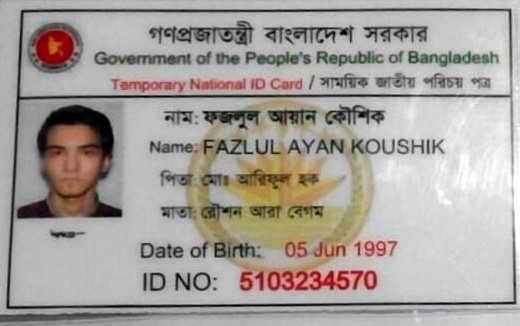 গণপ্রজাতন্ত্রী বাংলাদেশ সরকার
Government of the People's Republic of Bangladesh
Temporary National ID Card / সাময়িক জাতীয় পরিচয় পত্র
নাম: ফজলুল আয়ান কৌশিক
Name: FAZLUL AYAN KOUSHIK
পিতা: মোঃ আরিফুল হক
মাতা: রৌশন আরা বেগম
Date of Birth: 05 Jun 1997
ID NO: 5103234570